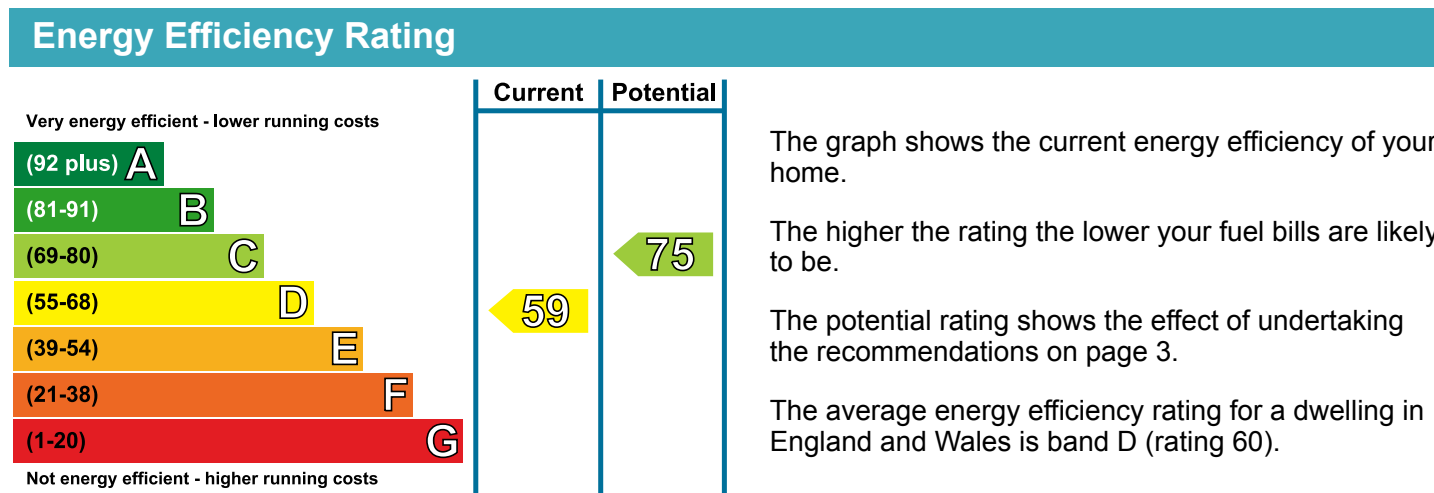 Energy Efficiency Rating
Current Potential
Very energy efficient - lower running costs
(92 plus) A
(81-91) B
(69-80) C
75
(55-68) D
59
(39-54) E
(21-38) F
(1-20) G
Not energy efficient - higher running costs
The graph shows the current energy efficiency of your
home.
The higher the rating the lower your fuel bills are likely
to be.
The potential rating shows the effect of undertaking
the recommendations on page 3.
The average energy efficiency rating for a dwelling in
England and Wales is band D (rating 60).